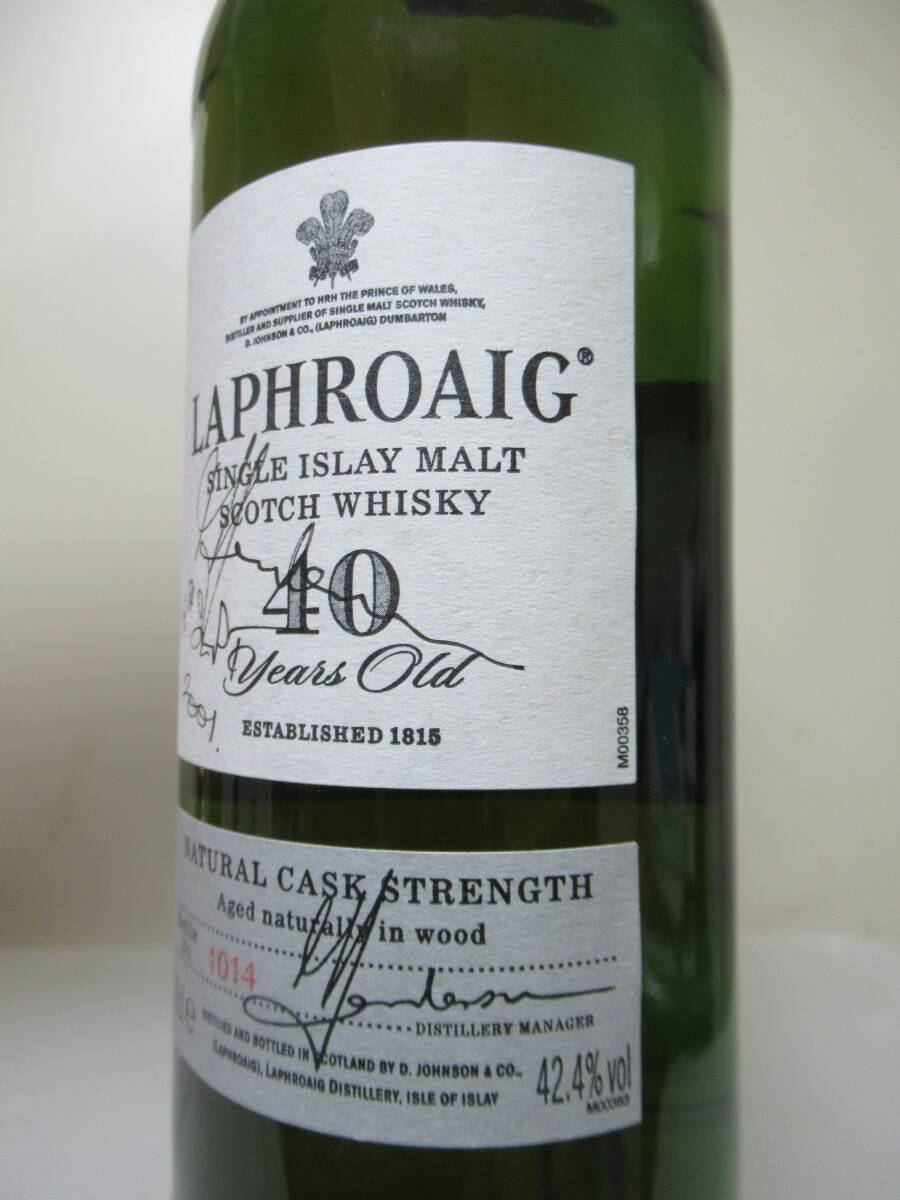 BY APPOINTMENT TO HRH THE PRINCE OF WALES,
DISTILLER AND SUPPLIER OF SINGLE MALT SCOTCH WHISKY,
D. JOHNSON & CO., (LAPHROAIG) DUMBARTON
LAPHROAIG®
SINGLE ISLAY MALT
SCOTCH WHISKY
40
Years Old
2001.
ESTABLISHED 1815
M00358
NATURAL CASK STRENGTH
Aged naturally in wood
1014
Henderson
DISTILLERY MANAGER
DISTILLED AND BOTTLED IN SCOTLAND BY D. JOHNSON & CO.,
(LAPHROAIG), LAPHROAIG DISTILLERY, ISLE OF ISLAY
42.4% vol
M00363